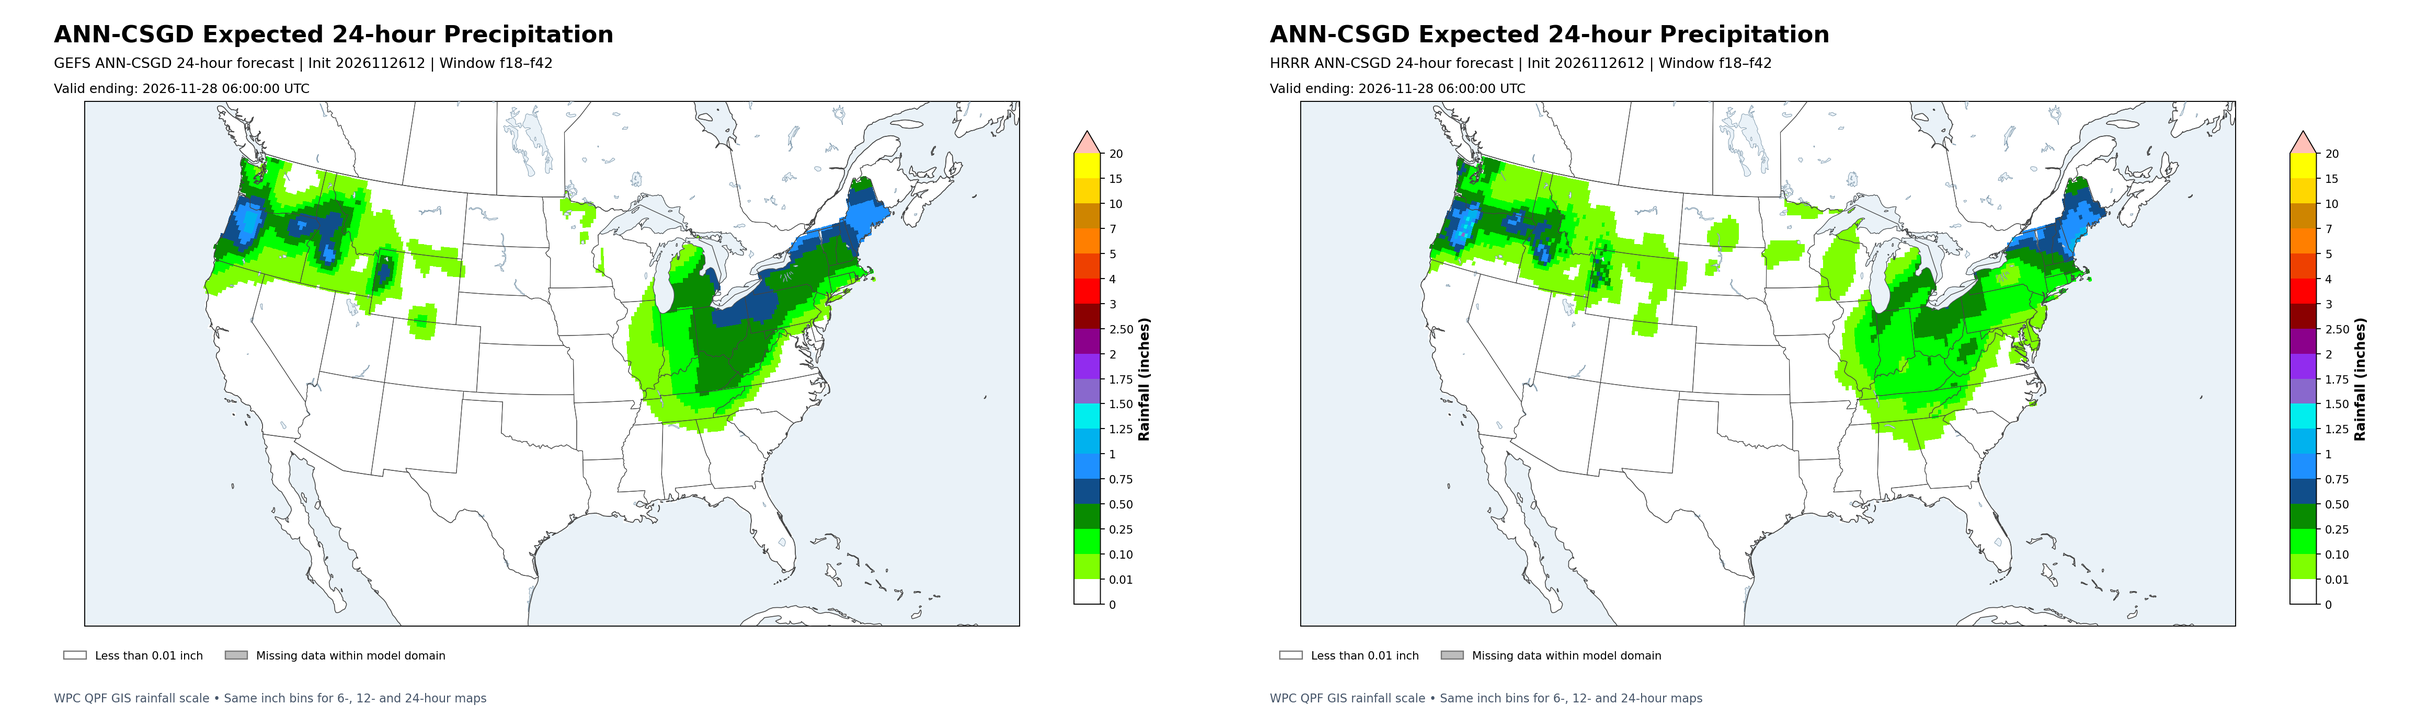 ANN-CSGD Expected 24-hour Precipitation
GEFS ANN-CSGD 24-hour forecast | Init 2026112612 | Window f18–f42
Valid ending: 2026-11-28 06:00:00 UTC
20
15
10
7
5
4
3
2.50
2
1.75
1.50
1.25
1
0.75
0.50
0.25
0.10
0.01
0
Rainfall (inches)
Less than 0.01 inch
Missing data within model domain
WPC QPF GIS rainfall scale • Same inch bins for 6-, 12- and 24-hour maps
ANN-CSGD Expected 24-hour Precipitation
HRRR ANN-CSGD 24-hour forecast | Init 2026112612 | Window f18–f42
Valid ending: 2026-11-28 06:00:00 UTC
20
15
10
7
5
4
3
2.50
2
1.75
1.50
1.25
1
0.75
0.50
0.25
0.10
0.01
0
Rainfall (inches)
Less than 0.01 inch
Missing data within model domain
WPC QPF GIS rainfall scale • Same inch bins for 6-, 12- and 24-hour maps